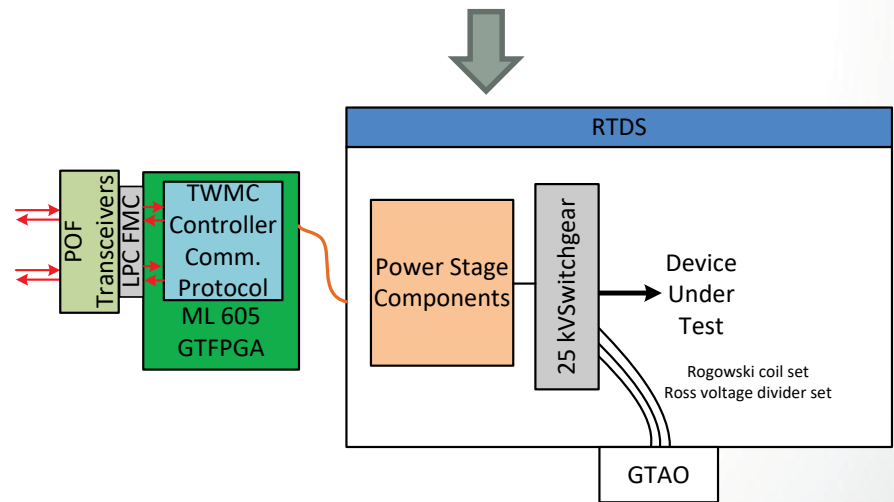 RTDS
POF
Transceivers
LPC FMC
TWMC
Controller
Comm.
Protocol
ML 605
GTFPGA
Power Stage
Components
25 kVSwitchgear
Device
Under
Test
Rogowski coil set
Ross voltage divider set
GTAO